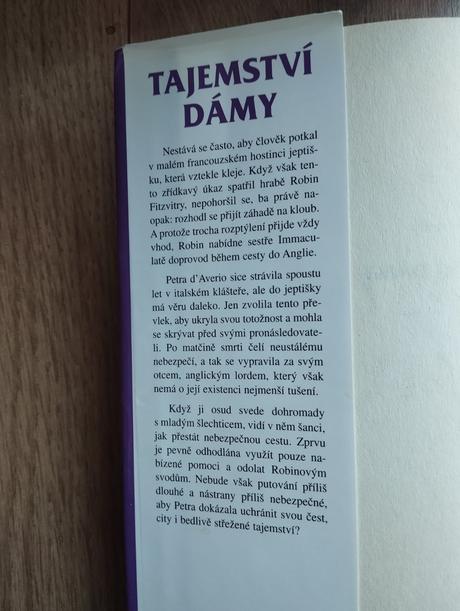 TAJEMSTVÍ
DÁMY
Nestává se často, aby člověk potkal
v malém francouzském hostinci jeptiš-
ku, která vztekle kleje. Když však ten-
to zřídkavý úkaz spatřil hrabě Robin
Fitzvitry, nepohoršil se, ba právě na-
opak: rozhodl se přijít záhadě na kloub.
A protože trocha rozptýlení přijde vždy
vhod, Robin nabídne sestře Immacu-
latě doprovod během cesty do Anglie.
Petra d'Averio sice strávila spoustu
let v italském klášteře, ale do jeptišky
má věru daleko. Jen zvolila tento pře-
vlek, aby ukryla svou totožnost a mohla
se skrývat před svými pronásledovate-
li. Po matčině smrti čelí neustálému
nebezpečí, a tak se vypravila za svým
otcem, anglickým lordem, který však
nemá o její existenci nejmenší tušení.
Když ji osud svede dohromady
s mladým šlechticem, vidí v něm šanci,
jak přestát nebezpečnou cestu. Zprvu
je pevně odhodlána využít pouze na-
bízené pomoci a odolat Robinovým
svodům. Nebude však putování příliš
dlouhé a nástrany příliš nebezpečné,
aby Petra dokázala uchránit svou čest,
city i bedlivě střežené tajemství?